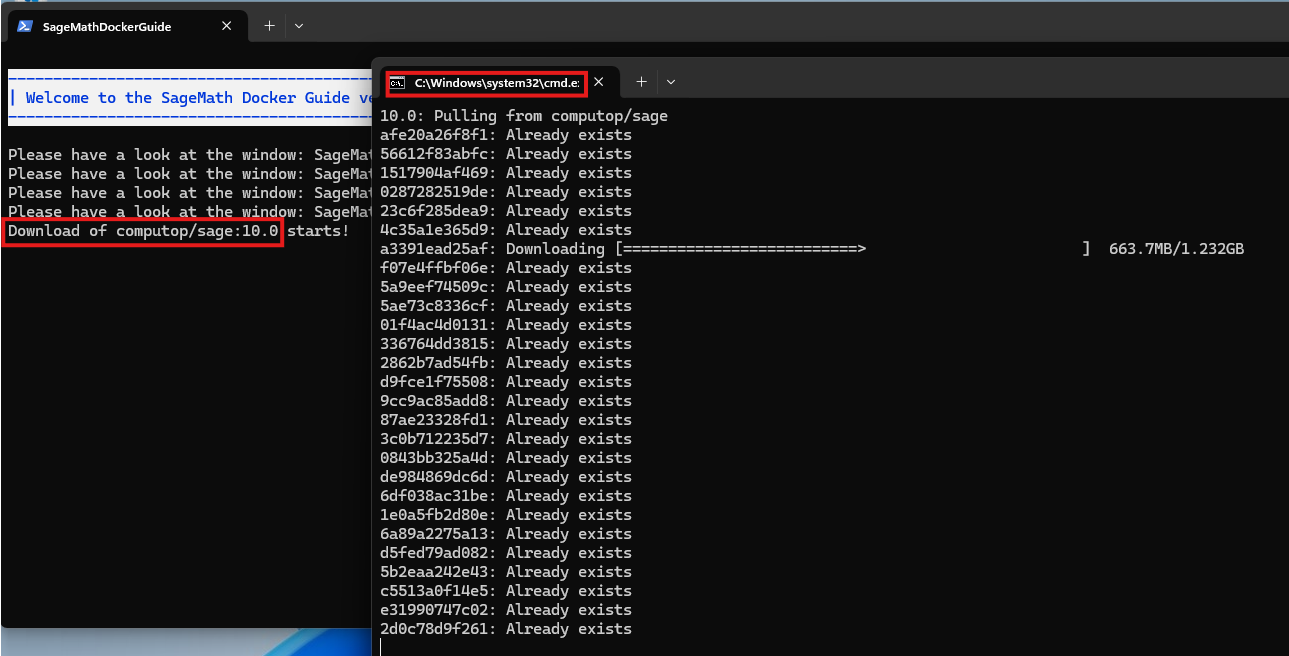 SageMathDockerGuide
| Welcome to the SageMath Docker Guide ve
Please have a look at the window: SageMat
Please have a look at the window: SageMat
Please have a look at the window: SageMat
Please have a look at the window: SageMat
Download of computop/sage:10.0 starts!
C:\Windows\system32\cmd.e
10.0: Pulling from computop/sage
afe20a26f8f1: Already exists
56612f83abfc: Already exists
1517904af469: Already exists
0287282519de: Already exists
23c6f285dea9: Already exists
4c35a1e365d9: Already exists
a3391ead25af: Downloading [==========================>                        ]  663.7MB/1.232GB
f07e4ffbf06e: Already exists
5a9eef74509c: Already exists
5ae73c8336cf: Already exists
01f4ac4d0131: Already exists
336764dd3815: Already exists
2862b7ad54fb: Already exists
d9fce1f75508: Already exists
9cc9ac85add8: Already exists
87ae23328fd1: Already exists
3c0b712235d7: Already exists
0843bb325a4d: Already exists
de984869dc6d: Already exists
6df038ac31be: Already exists
1e0a5fb2d80e: Already exists
6a89a2275a13: Already exists
d5fed79ad082: Already exists
5b2eaa242e43: Already exists
c5513a0f14e5: Already exists
e31990747c02: Already exists
2d0c78d9f261: Already exists